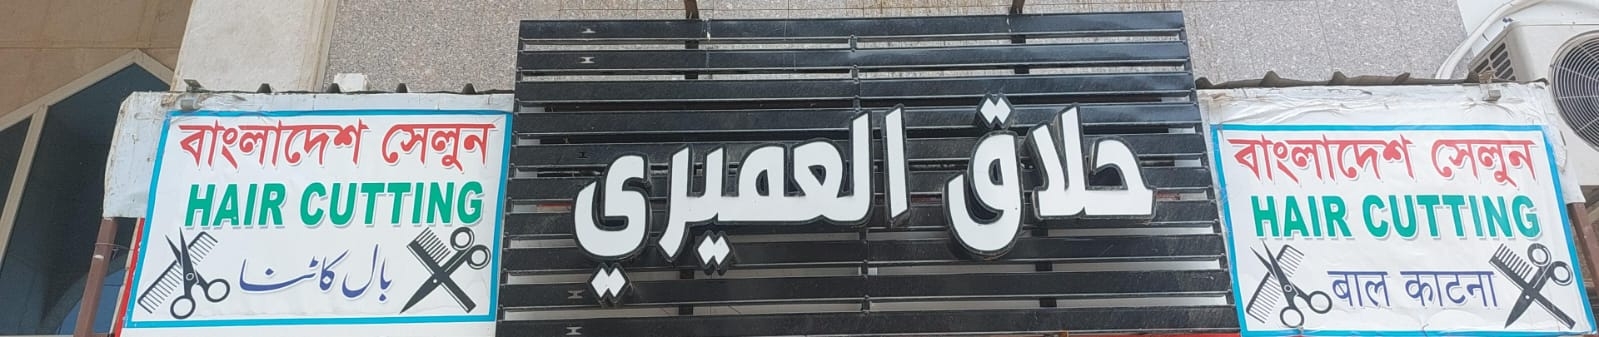 বাংলাদেশ সেলুন
HAIR CUTTING
بال کاٹنا
حلاق العميري
বাংলাদেশ সেলুন
HAIR CUTTING
बाल काटना